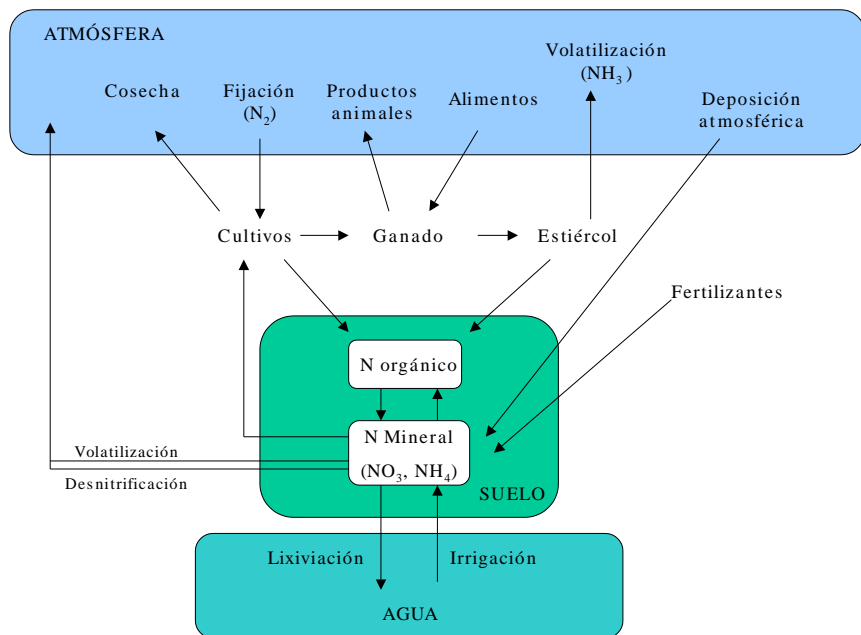 ATMÓSFERA
Volatilización
(NH₃)
Cosecha
Fijación
(N₂)
Productos
animales
Alimentos
Deposición
atmosférica
Cultivos
Ganado
Estiércol
Fertilizantes
N orgánico
N Mineral
(NO₃, NH₄)
Volatilización
Desnitrificación
SUELO
Lixiviación
Irrigación
AGUA